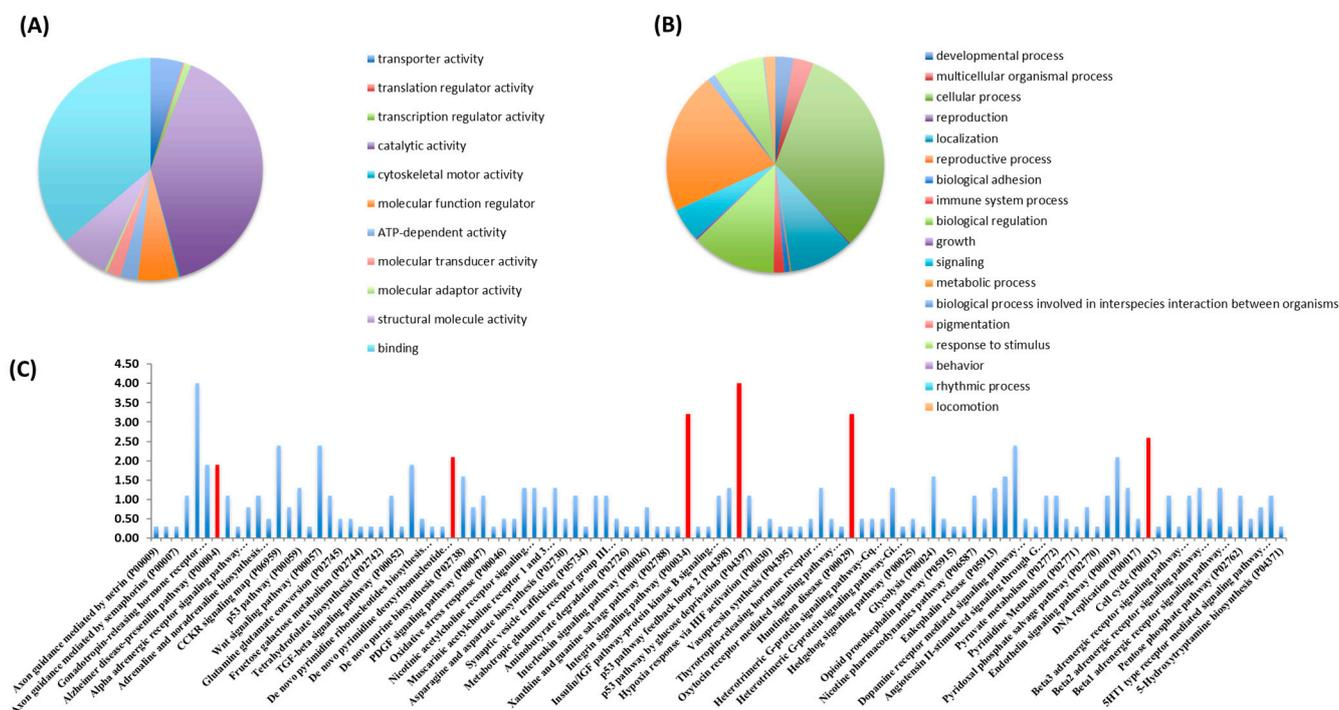 (A)
transporter activity
translation regulator activity
transcription regulator activity
catalytic activity
cytoskeletal motor activity
molecular function regulator
ATP-dependent activity
molecular transducer activity
molecular adaptor activity
structural molecule activity
binding
(B)
developmental process
multicellular organismal process
cellular process
reproduction
localization
reproductive process
biological adhesion
immune system process
biological regulation
growth
signaling
metabolic process
biological process involved in interspecies interaction between organisms
pigmentation
response to stimulus
behavior
rhythmic process
locomotion
(C)
4.50
4.00
3.50
3.00
2.50
2.00
1.50
1.00
0.50
0.00
Axon guidance mediated by netrin (P00009)
Axon guidance mediated by semaphorins (P00007)
Gonadotropin-releasing hormone receptor…
Alzheimer disease-presenilin pathway (P00004)
Alpha adrenergic receptor signaling pathway…
Adrenaline and noradrenaline biosynthesis…
CCKR signaling map (P06959)
p53 pathway (P00059)
Wnt signaling pathway (P00057)
Glutamine glutamate conversion (P02745)
Fructose galactose metabolism (P02744)
Tetrahydrofolate biosynthesis (P02742)
TGF-beta signaling pathway (P00052)
De novo pyrimidine ribonucleotides biosynthesis…
De novo pyrimidine deoxyribonucleotide…
De novo purine biosynthesis (P02738)
PDGF signaling pathway (P00047)
Oxidative stress response (P00046)
Nicotinic acetylcholine receptor signaling…
Muscarinic acetylcholine receptor 1 and 3…
Asparagine and aspartate biosynthesis (P02730)
Synaptic vesicle trafficking (P05734)
Metabotropic glutamate receptor group III…
Aminobutyrate degradation (P02726)
Interleukin signaling pathway (P00036)
Xanthine and guanine salvage pathway (P02788)
Integrin signalling pathway (P00034)
Insulin/IGF pathway-protein kinase B signaling…
p53 pathway feedback loops 2 (P04398)
p53 pathway by glucose deprivation (P04397)
Hypoxia response via HIF activation (P00030)
Vasopressin synthesis (P04395)
Thyrotropin-releasing hormone receptor…
Oxytocin receptor mediated signaling pathway…
Huntington disease (P00029)
Heterotrimeric G-protein signaling pathway-Gq…
Heterotrimeric G-protein signaling pathway-Gi…
Hedgehog signaling pathway (P00025)
Glycolysis (P00024)
Opioid proenkephalin pathway (P05915)
Nicotine pharmacodynamics pathway (P06587)
Enkephalin release (P05913)
Dopamine receptor mediated signaling pathway…
Angiotensin II-stimulated signaling through G…
Pyruvate metabolism (P02772)
Pyrimidine Metabolism (P02771)
Pyridoxal phosphate salvage pathway (P02770)
Endothelin signaling pathway (P00019)
DNA replication (P00017)
Cell cycle (P00013)
Beta3 adrenergic receptor signaling pathway…
Beta2 adrenergic receptor signaling pathway…
Beta1 adrenergic receptor signaling pathway…
Pentose phosphate pathway (P02762)
5HT1 type receptor mediated signaling pathway…
5-Hydroxytryptamine biosynthesis (P04371)